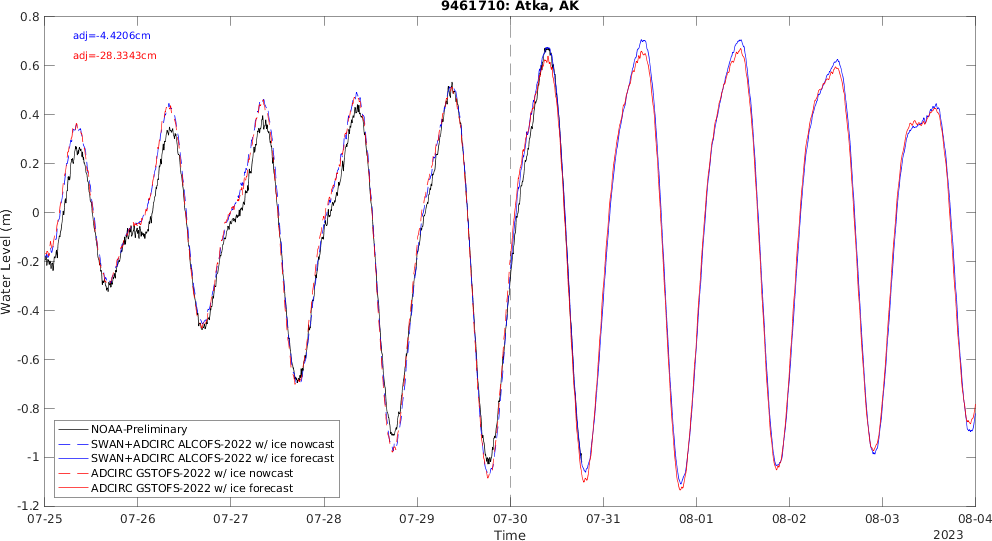 9461710: Atka, AK
adj=-4.4206cm
adj=-28.3343cm
0.8
0.6
0.4
0.2
0
-0.2
-0.4
-0.6
-0.8
-1
-1.2
Water Level (m)
NOAA-Preliminary
SWAN+ADCIRC ALCOFS-2022 w/ ice nowcast
SWAN+ADCIRC ALCOFS-2022 w/ ice forecast
ADCIRC GSTOFS-2022 w/ ice nowcast
ADCIRC GSTOFS-2022 w/ ice forecast
07-25 07-26 07-27 07-28 07-29 07-30 07-31 08-01 08-02 08-03 08-04
Time
2023